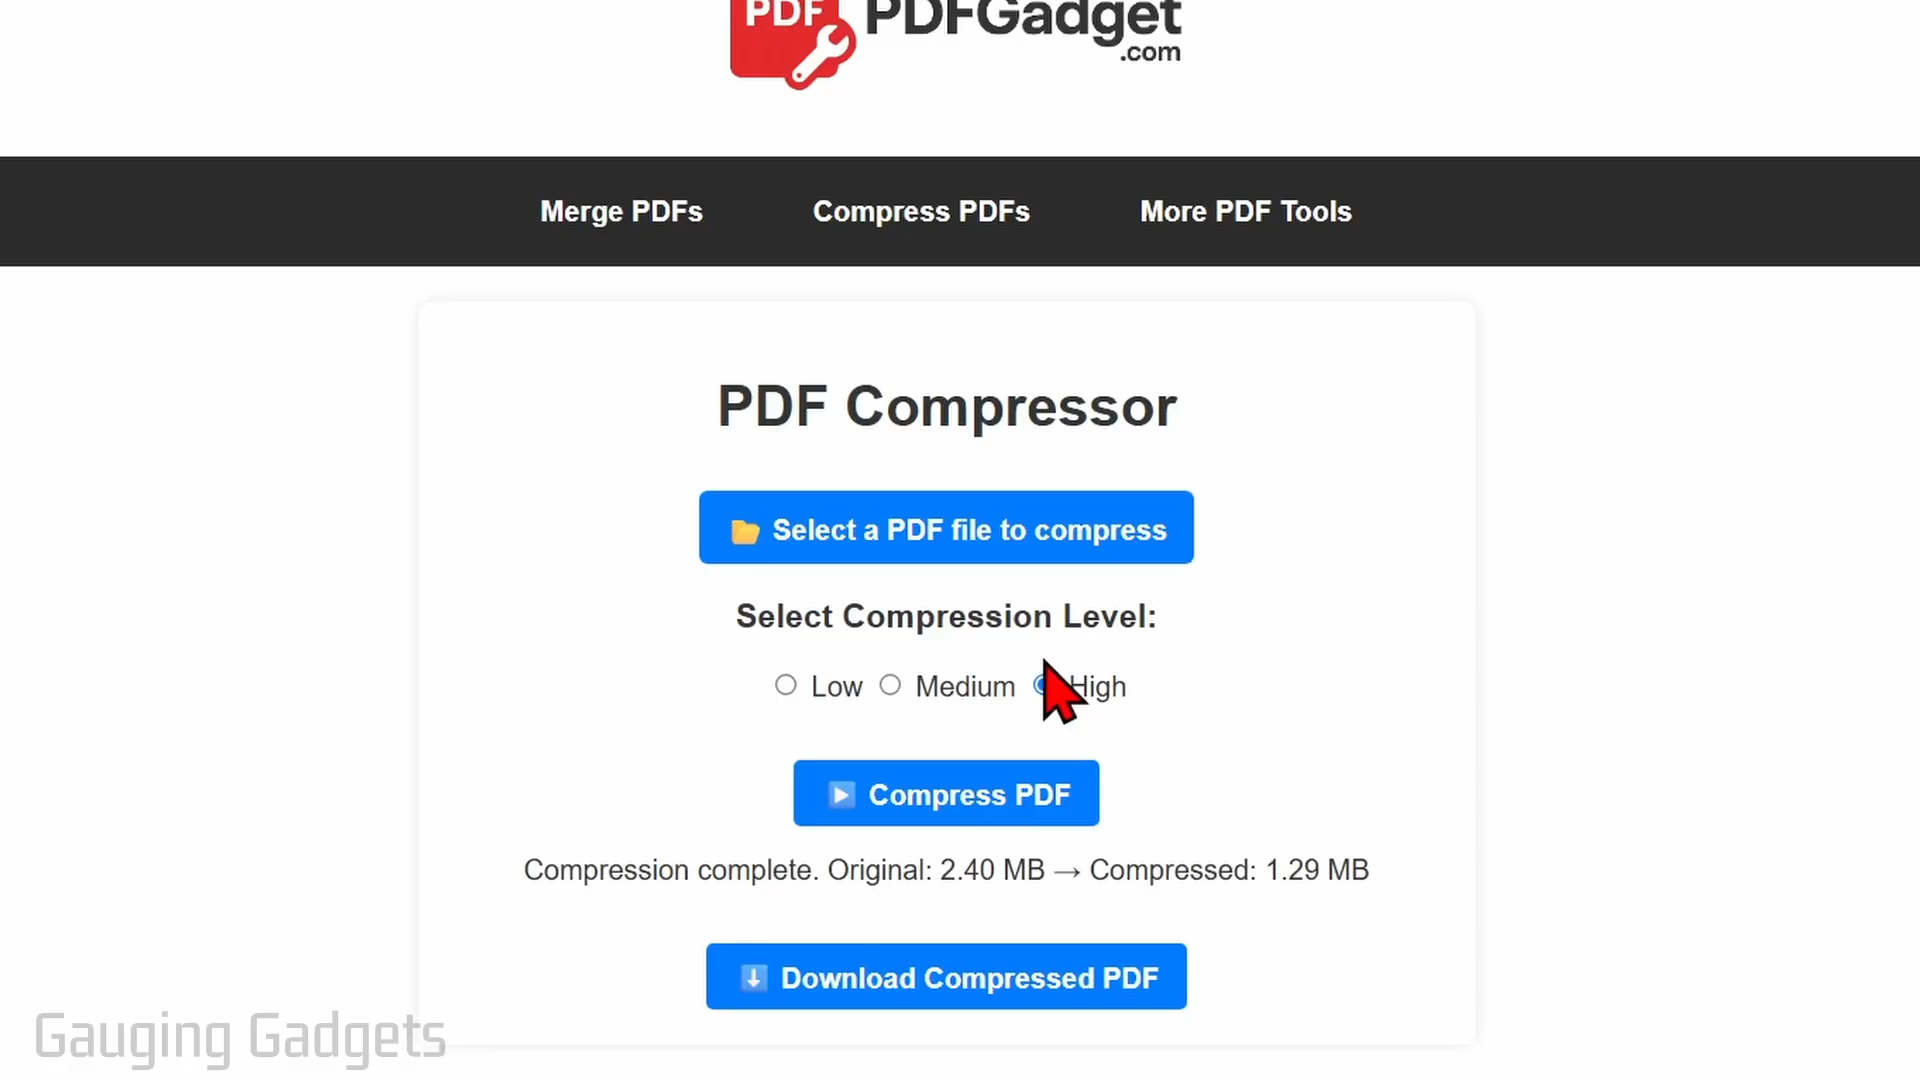 PDF
PDFGadget
.com
Merge PDFs
Compress PDFs
More PDF Tools
PDF Compressor
Select a PDF file to compress
Select Compression Level:
Low
Medium
High
Compress PDF
Compression complete. Original: 2.40 MB → Compressed: 1.29 MB
Download Compressed PDF
Gauging Gadgets